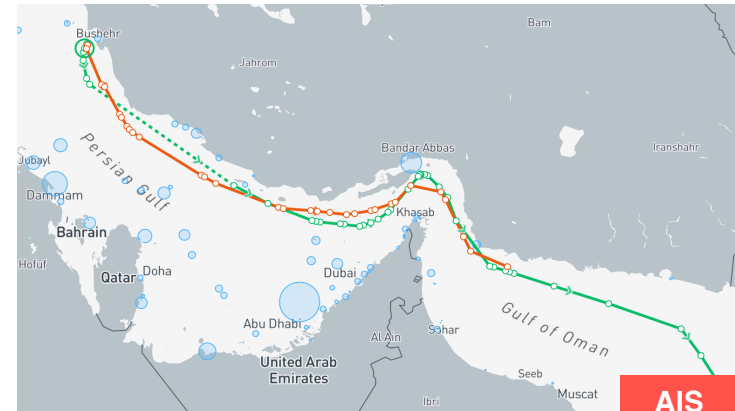 Bam
Bushehr
Jahrom
Bandar Abbas
Iranshahr
Jubayl
Persian Gulf
Dammam
Khasab
Bahrain
Hofuf
Qatar
Doha
Dubai
Abu Dhabi
Al Ain
Sohar
Gulf of Oman
United Arab
Emirates
Seeb
Ibri
Muscat
AIS